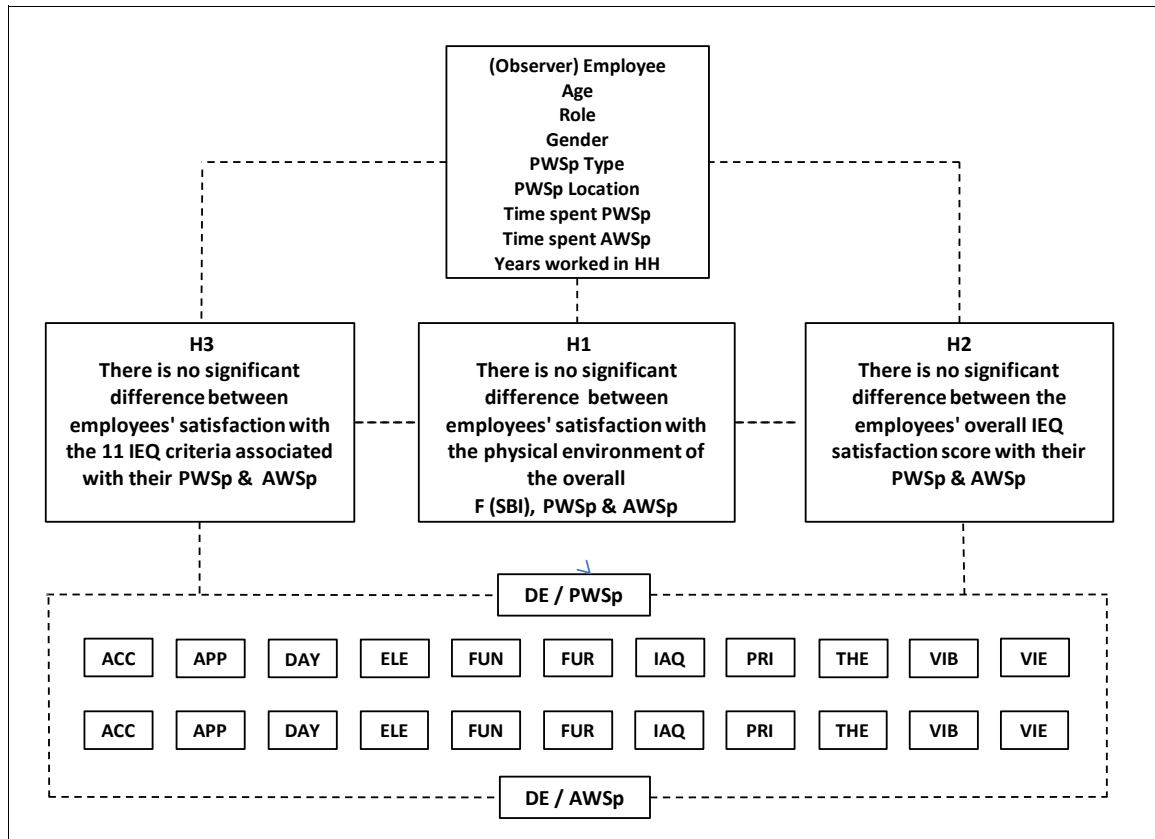 (Observer) Employee
Age
Role
Gender
PWSp Type
PWSp Location
Time spent PWSp
Time spent AWSp
Years worked in HH
H3
There is no significant
difference between
employees' satisfaction with
the 11 IEQ criteria associated
with their PWSp & AWSp
H1
There is no significant
difference between
employees' satisfaction with
the physical environment of
the overall
F (SBI), PWSp & AWSp
H2
There is no significant
difference between the
employees' overall IEQ
satisfaction score with their
PWSp & AWSp
DE / PWSp
ACC APP DAY ELE FUN FUR IAQ PRI THE VIB VIE
ACC APP DAY ELE FUN FUR IAQ PRI THE VIB VIE
DE / AWSp